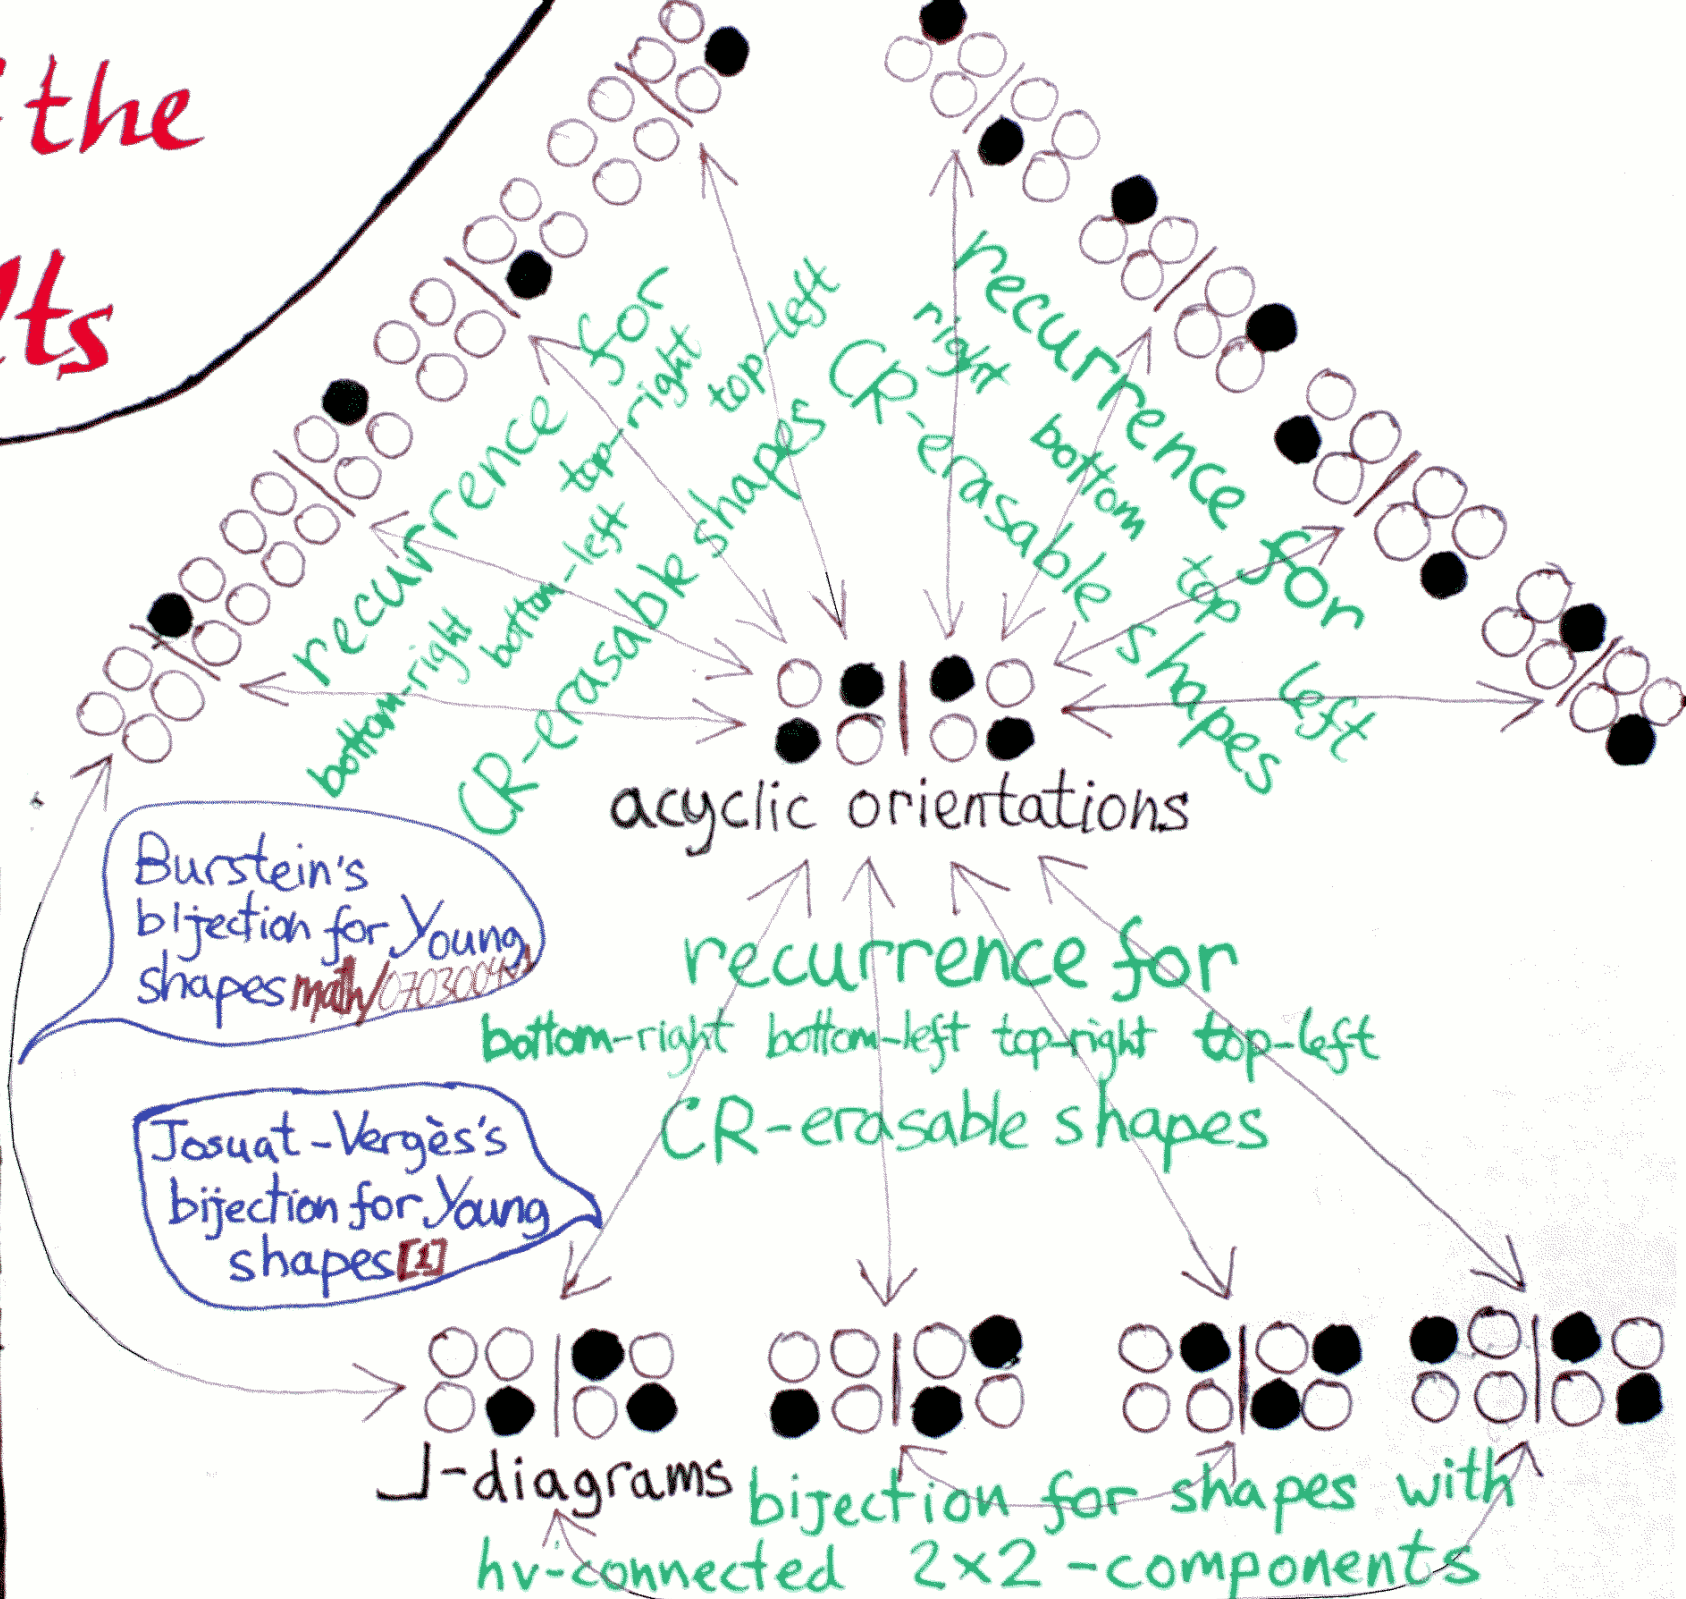 the
lts
recurrence for
bottom-right bottom-left top-right top-left
CR-erasable shapes
recurrence for
right bottom top left
CR-erasable shapes
acyclic orientations
Burstein's
bijection for Young
shapes math/0703004v1
recurrence for
bottom-right bottom-left top-right top-left
CR-erasable shapes
Josuat-Vergès's
bijection for Young
shapes [1]
⅃-diagrams
bijection for shapes with
hv-connected 2×2-components